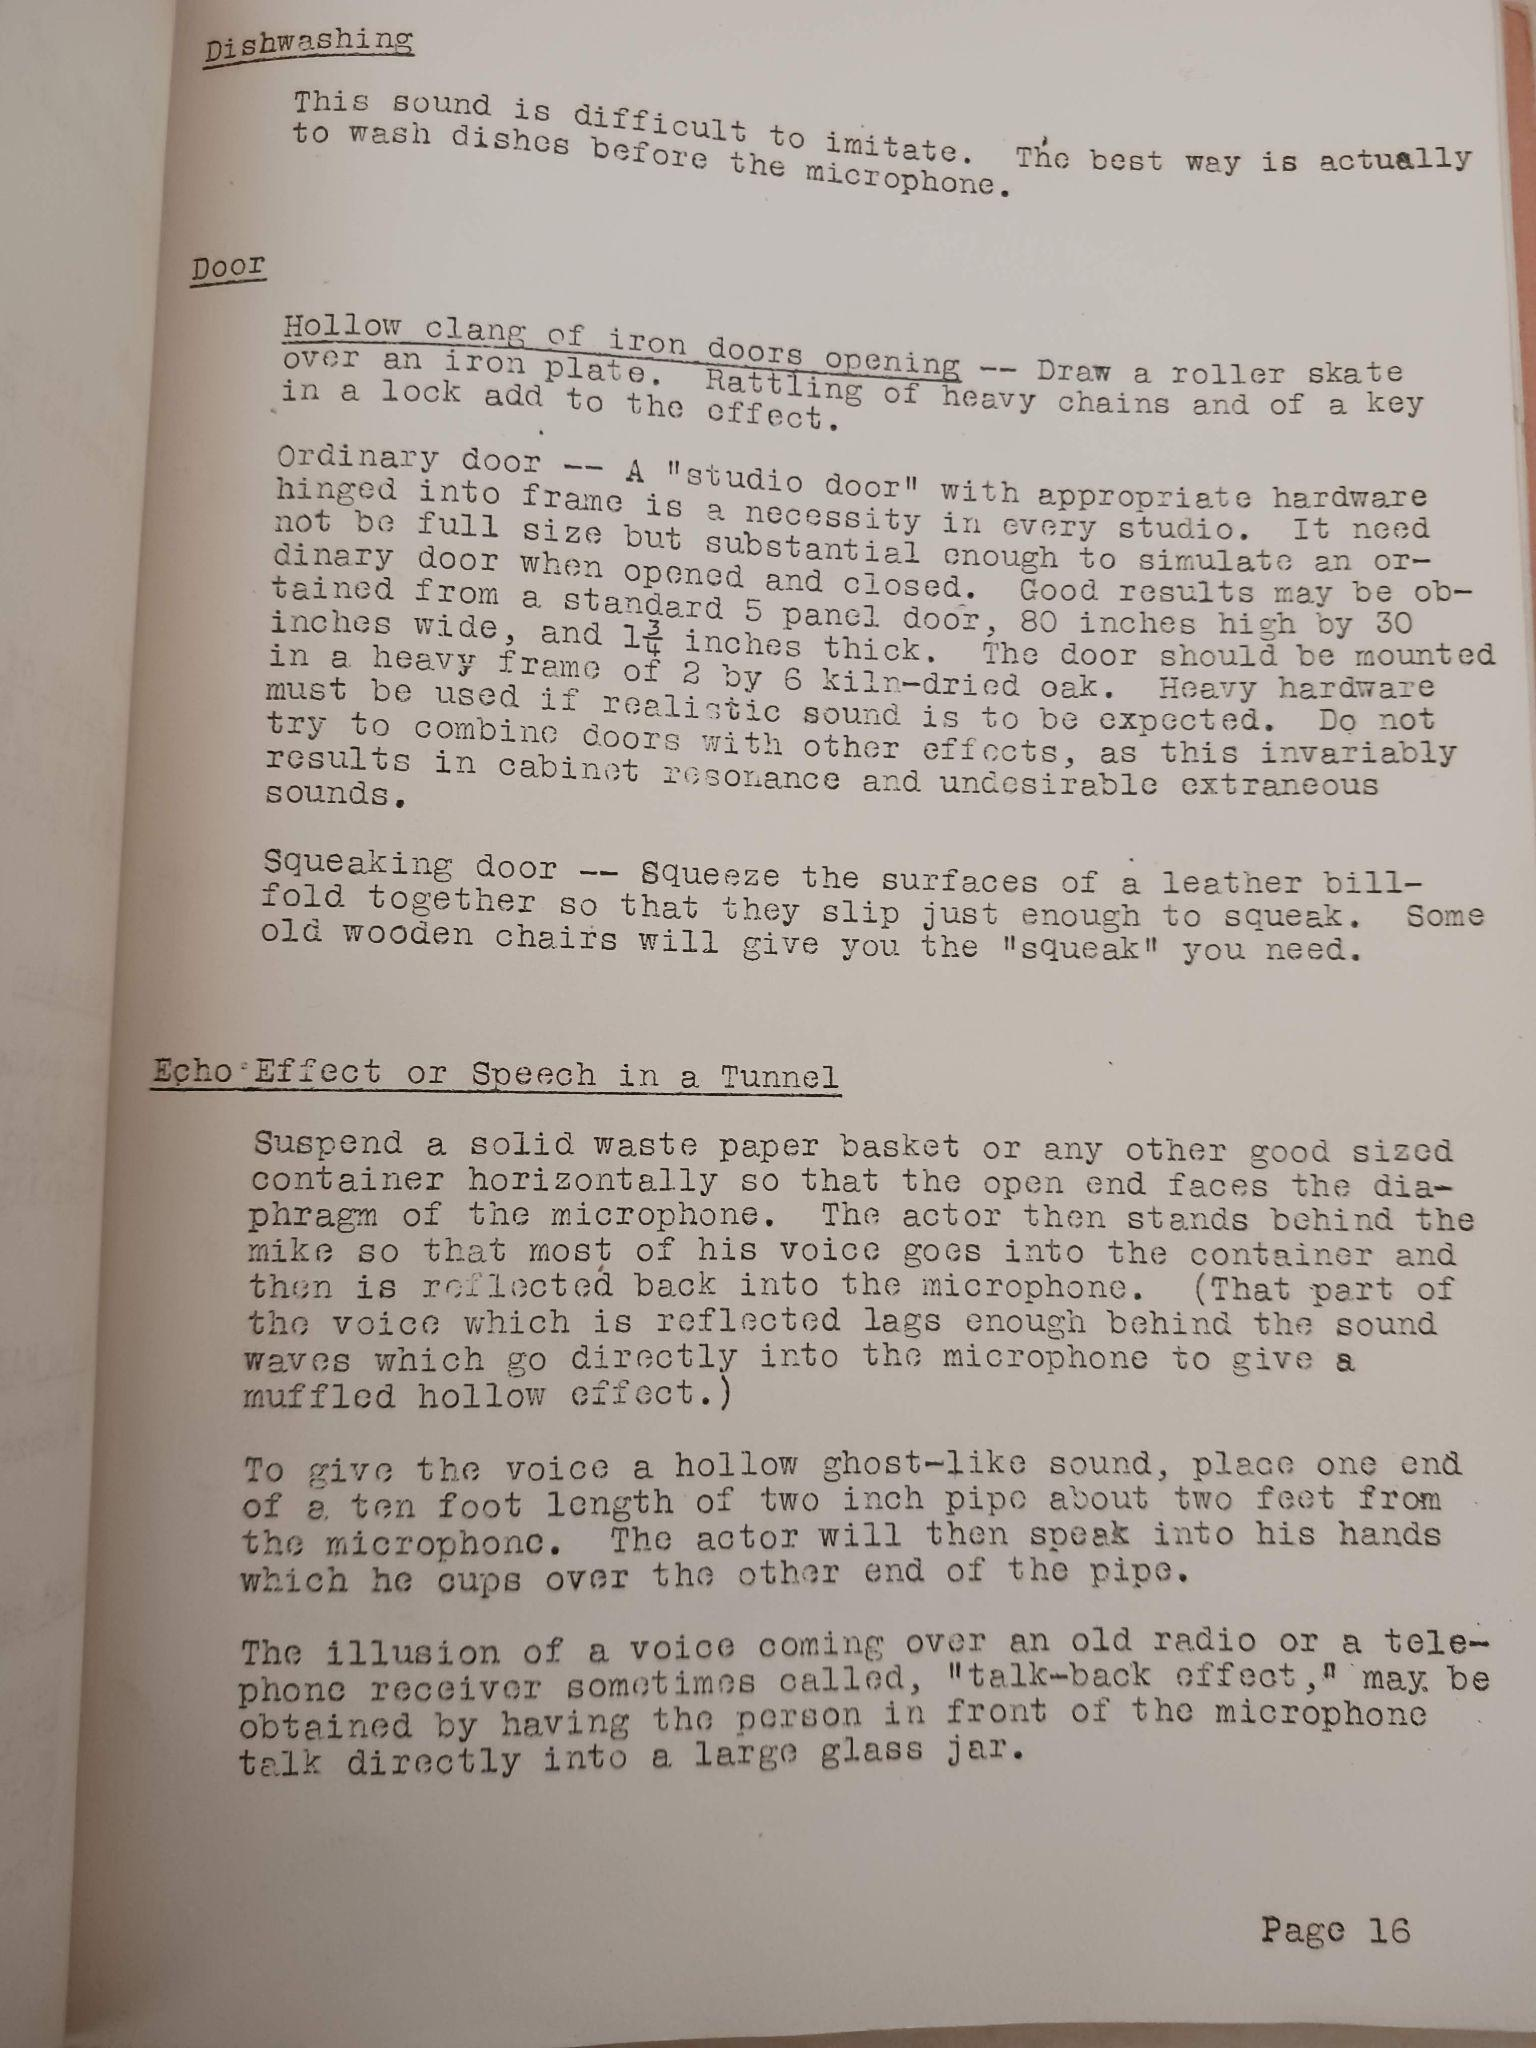 Dishwashing
This sound is difficult to imitate. The best way is actually
to wash dishes before the microphone.
Door
Hollow clang of iron doors opening -- Draw a roller skate
over an iron plate. Rattling of heavy chains and of a key
in a lock add to the effect.
Ordinary door -- A "studio door" with appropriate hardware
hinged into frame is a necessity in every studio. It need
not be full size but substantial enough to simulate an or-
dinary door when opened and closed. Good results may be ob-
tained from a standard 5 panel door, 80 inches high by 30
inches wide, and 1¾ inches thick. The door should be mounted
in a heavy frame of 2 by 6 kiln-dried oak. Heavy hardware
must be used if realistic sound is to be expected. Do not
try to combine doors with other effects, as this invariably
results in cabinet resonance and undesirable extraneous
sounds.
Squeaking door -- Squeeze the surfaces of a leather bill-
fold together so that they slip just enough to squeak. Some
old wooden chairs will give you the "squeak" you need.
Echo Effect or Speech in a Tunnel
Suspend a solid waste paper basket or any other good sized
container horizontally so that the open end faces the dia-
phragm of the microphone. The actor then stands behind the
mike so that most of his voice goes into the container and
then is reflected back into the microphone. (That part of
the voice which is reflected lags enough behind the sound
waves which go directly into the microphone to give a
muffled hollow effect.)
To give the voice a hollow ghost-like sound, place one end
of a ten foot length of two inch pipe about two feet from
the microphone. The actor will then speak into his hands
which he cups over the other end of the pipe.
The illusion of a voice coming over an old radio or a tele-
phone receiver sometimes called, "talk-back effect," may be
obtained by having the person in front of the microphone
talk directly into a large glass jar.
Page 16